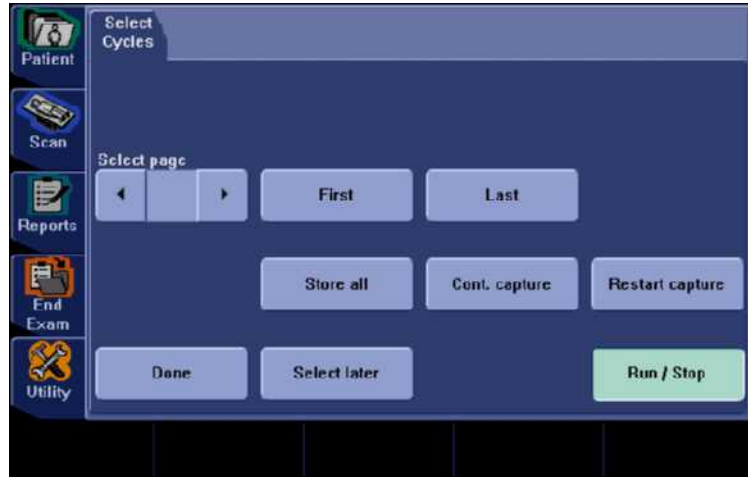 Patient
Scan
Reports
End
Exam
Utility
Select
Cycles
Select page
First
Last
Store all
Cont. capture
Restart capture
Done
Select later
Run / Stop